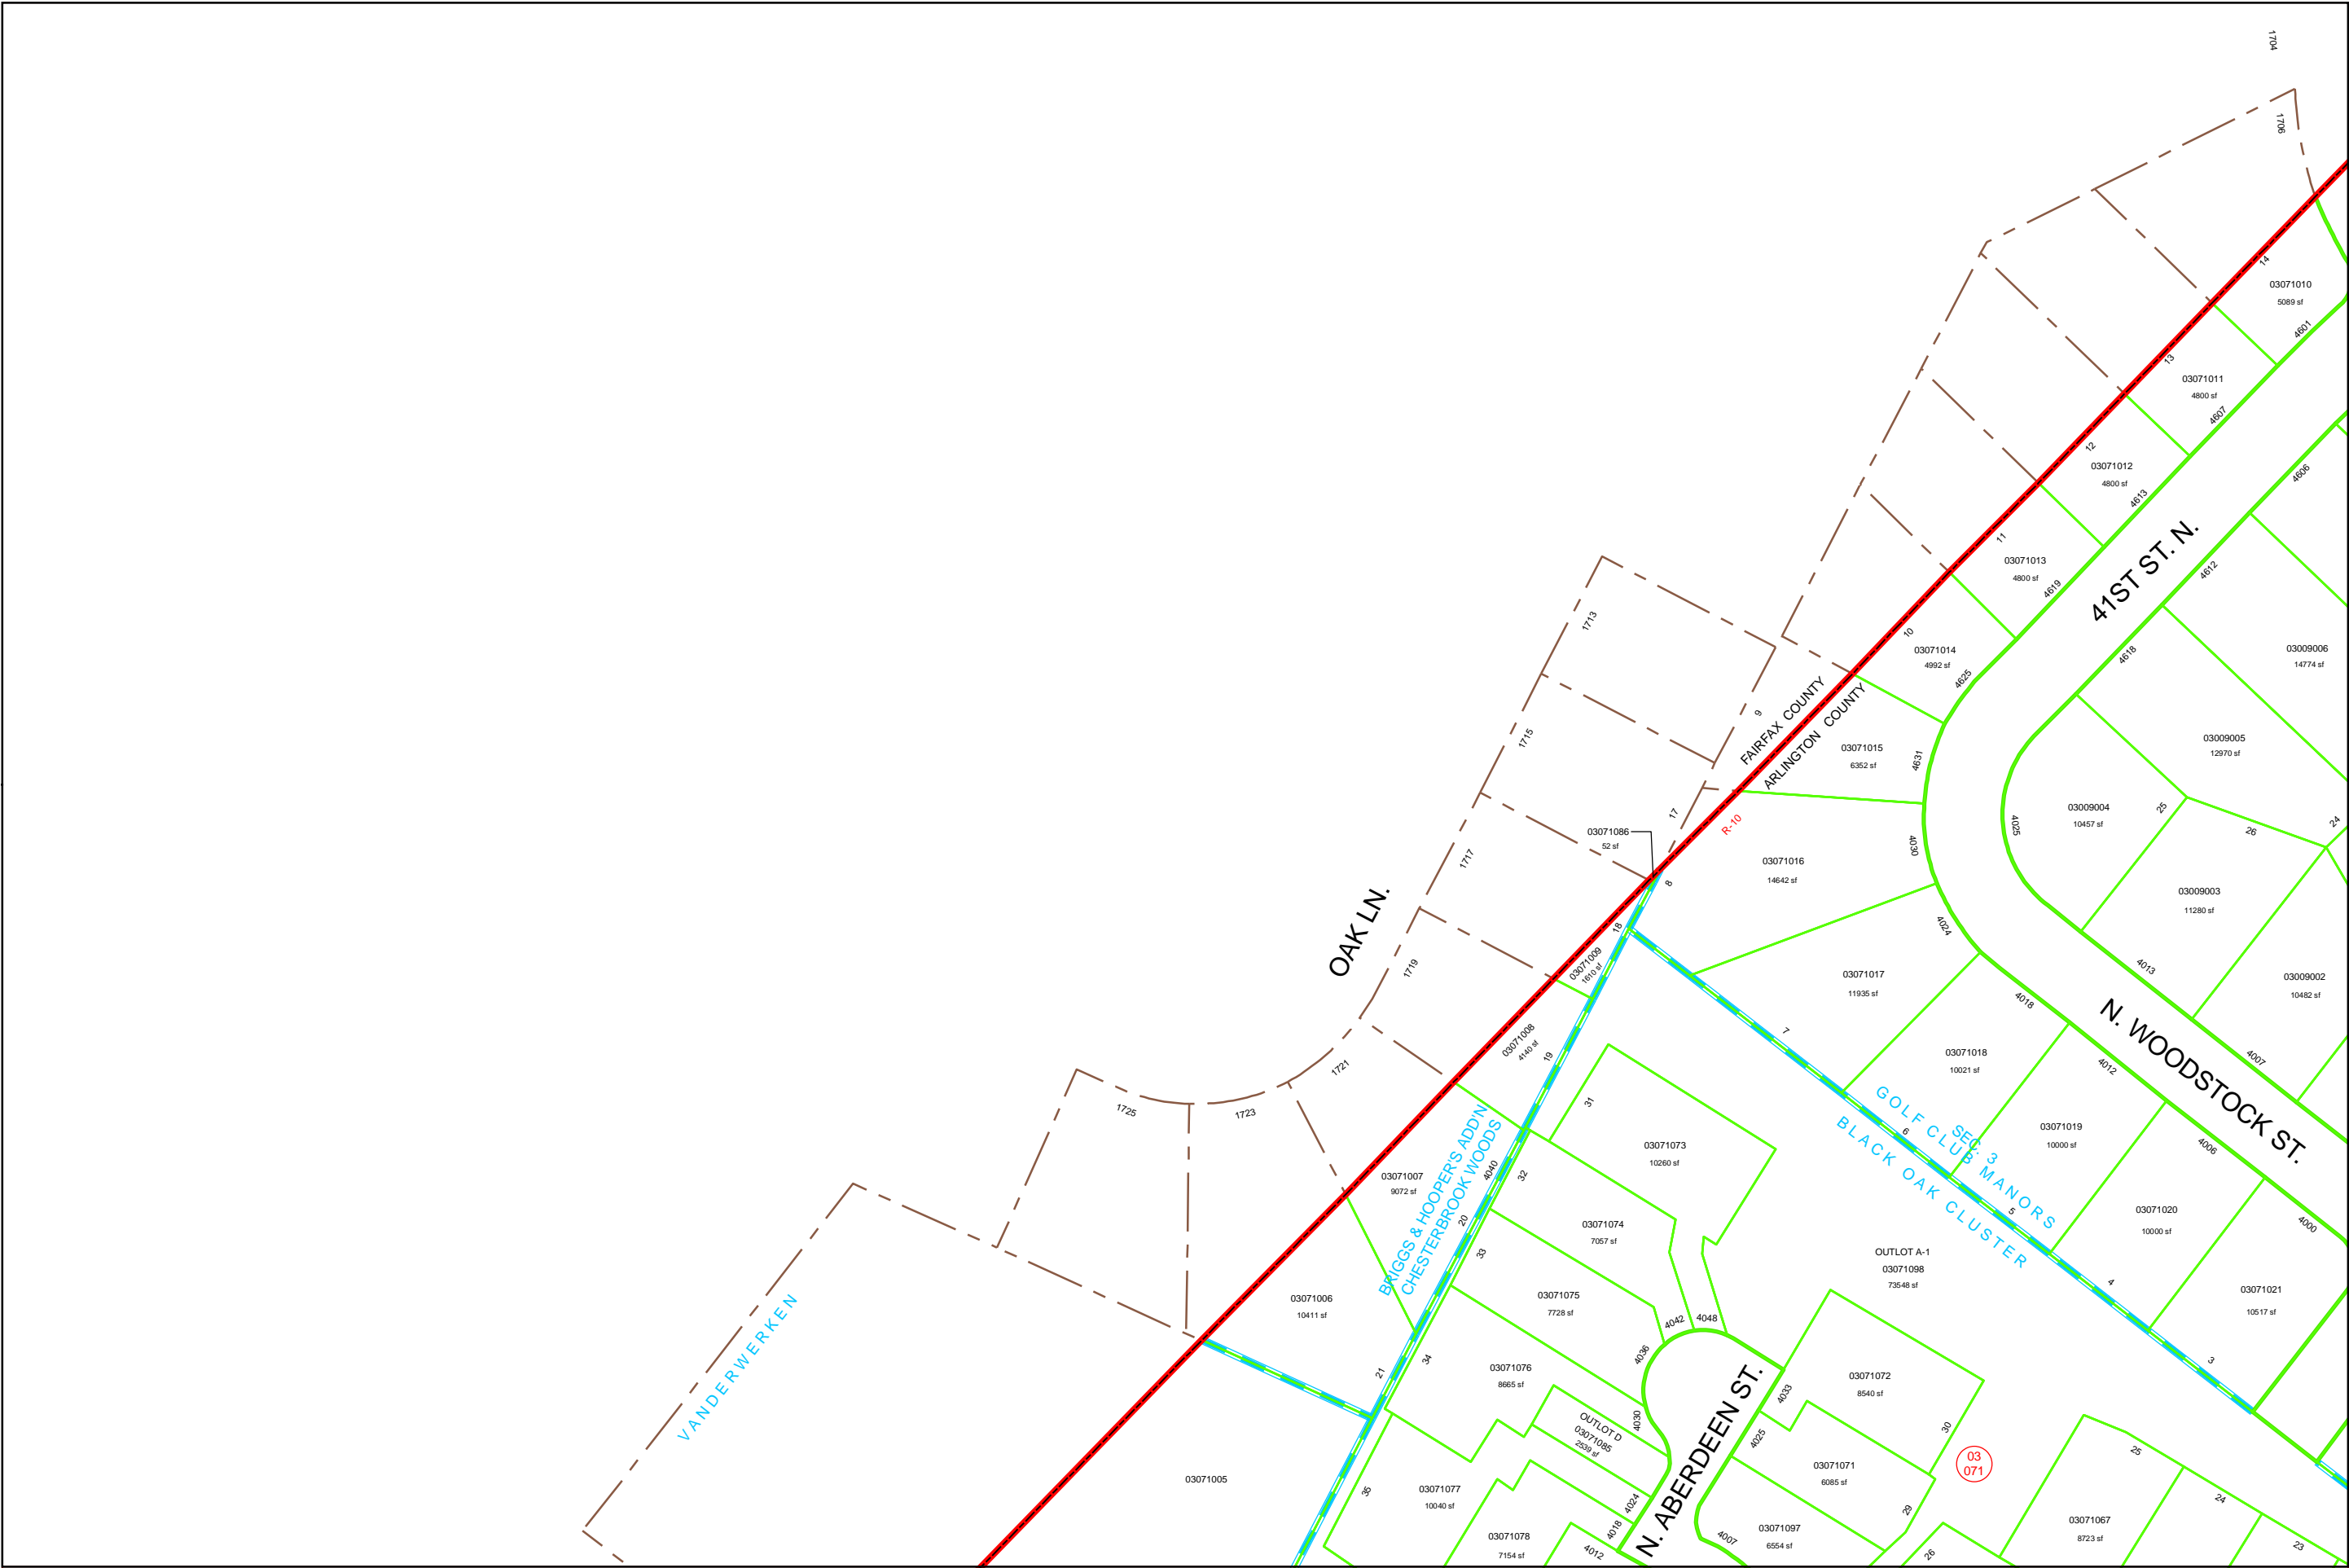 1704
1706
14
03071010
5089 sf
4601
13
03071011
4800 sf
4607
12
03071012
4800 sf
4613
4606
11
03071013
4800 sf
4619
41ST ST. N.
4612
1713
10
03071014
4992 sf
4625
4618
03009006
14774 sf
1715
9
FAIRFAX COUNTY
ARLINGTON COUNTY
03071015
6352 sf
4631
03009005
12970 sf
17
R-10
03071086
52 sf
03009004
10457 sf
4025
25
26
24
1717
03071016
14642 sf
4030
8
03009003
11280 sf
OAK LN.
18
4024
1719
03071009
1610 sf
03071017
11935 sf
4013
03009002
10482 sf
4018
N. WOODSTOCK ST.
03071008
4140 sf
19
7
03071018
10021 sf
4012
4007
1721
1725
1723
31
GOLF CLUB MANORS
SEC. 3
BLACK OAK CLUSTER
6
03071019
10000 sf
4006
03071073
10260 sf
03071007
9072 sf
BRIGGS & HOOPER'S ADD'N
CHESTERBROOK WOODS
4040
32
20
03071074
7057 sf
5
03071020
10000 sf
4000
33
OUTLOT A-1
03071098
73548 sf
4
03071021
10517 sf
03071006
10411 sf
03071075
7728 sf
4042
4048
VANDERWERKEN
21
34
4036
03071076
8665 sf
3
N. ABERDEEN ST.
4033
03071072
8540 sf
OUTLOT D
03071085
2539 sf
4030
4025
30
03
071
25
03071005
35
03071077
10040 sf
4024
03071071
6085 sf
29
24
4018
03071078
7154 sf
4012
4007
03071097
6554 sf
26
03071067
8723 sf
23